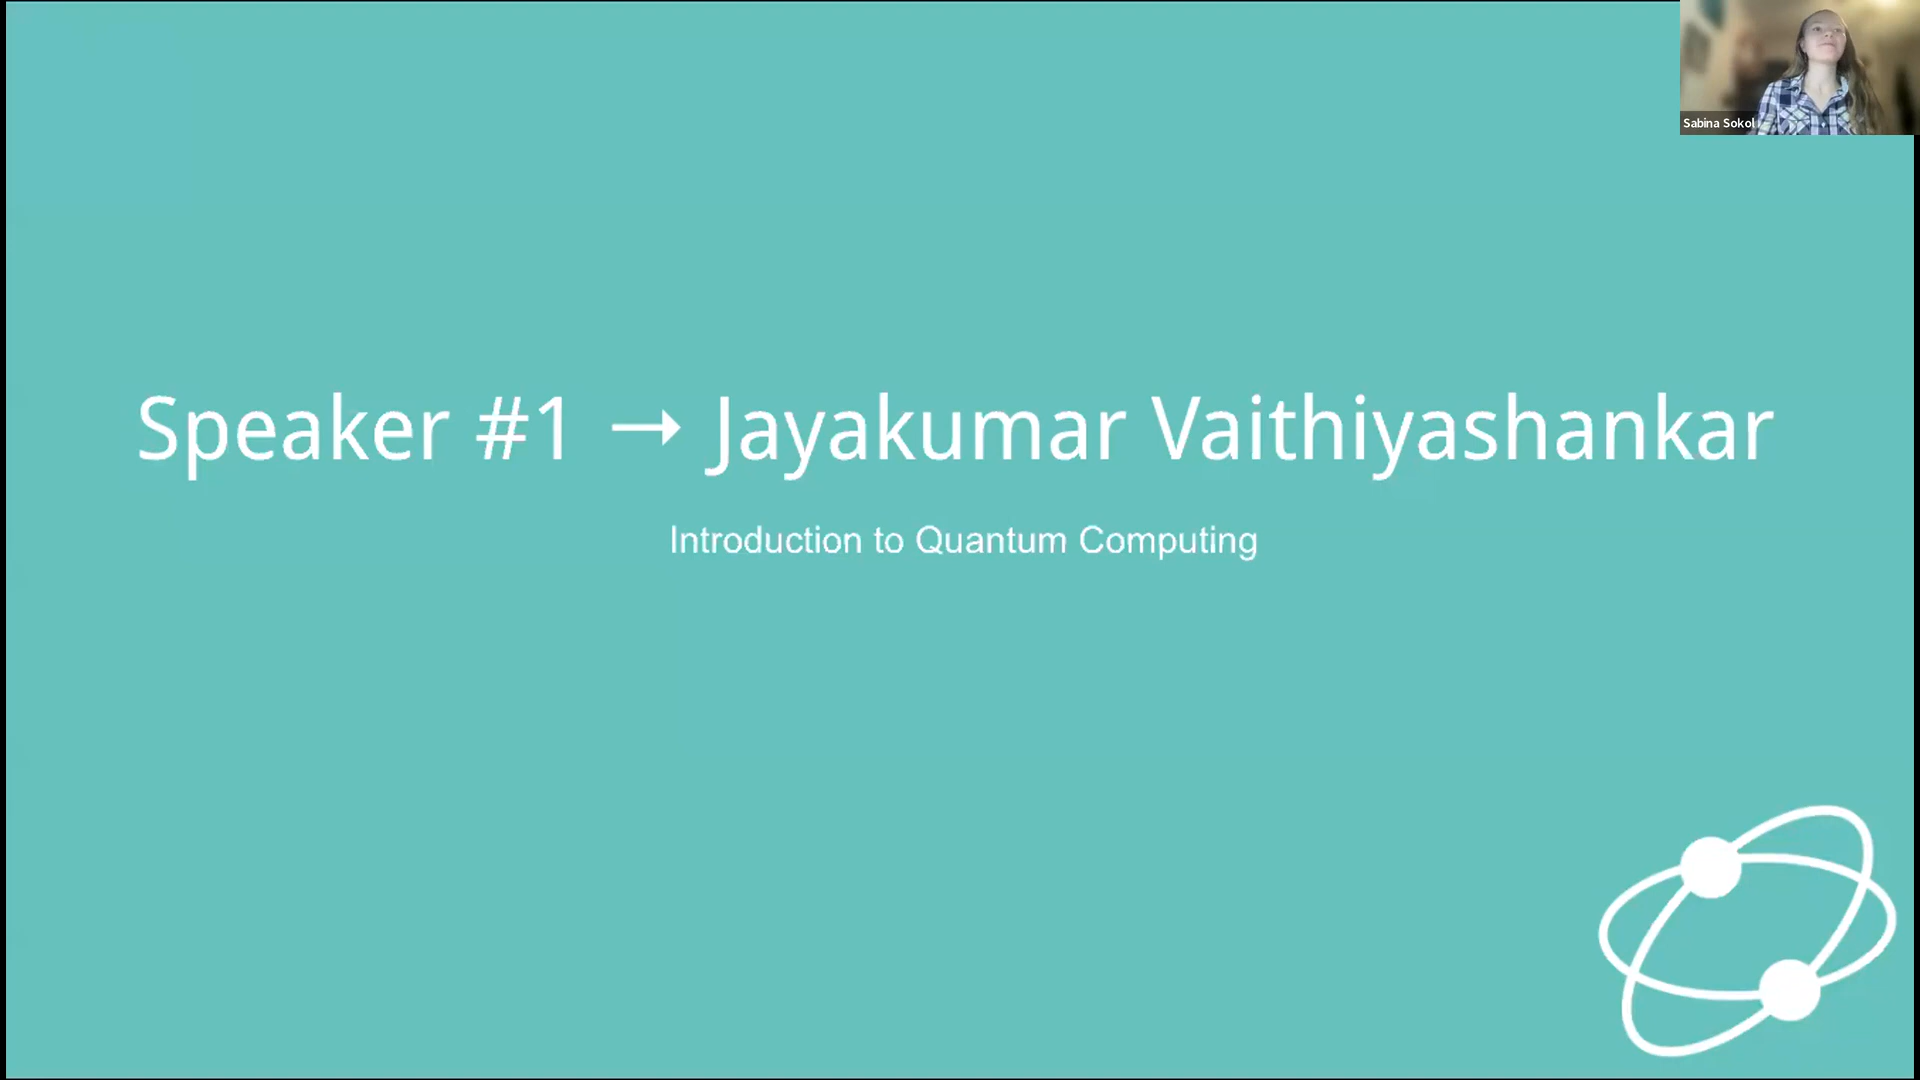 Sabina Sokol
Speaker #1 → Jayakumar Vaithiyashankar
Introduction to Quantum Computing